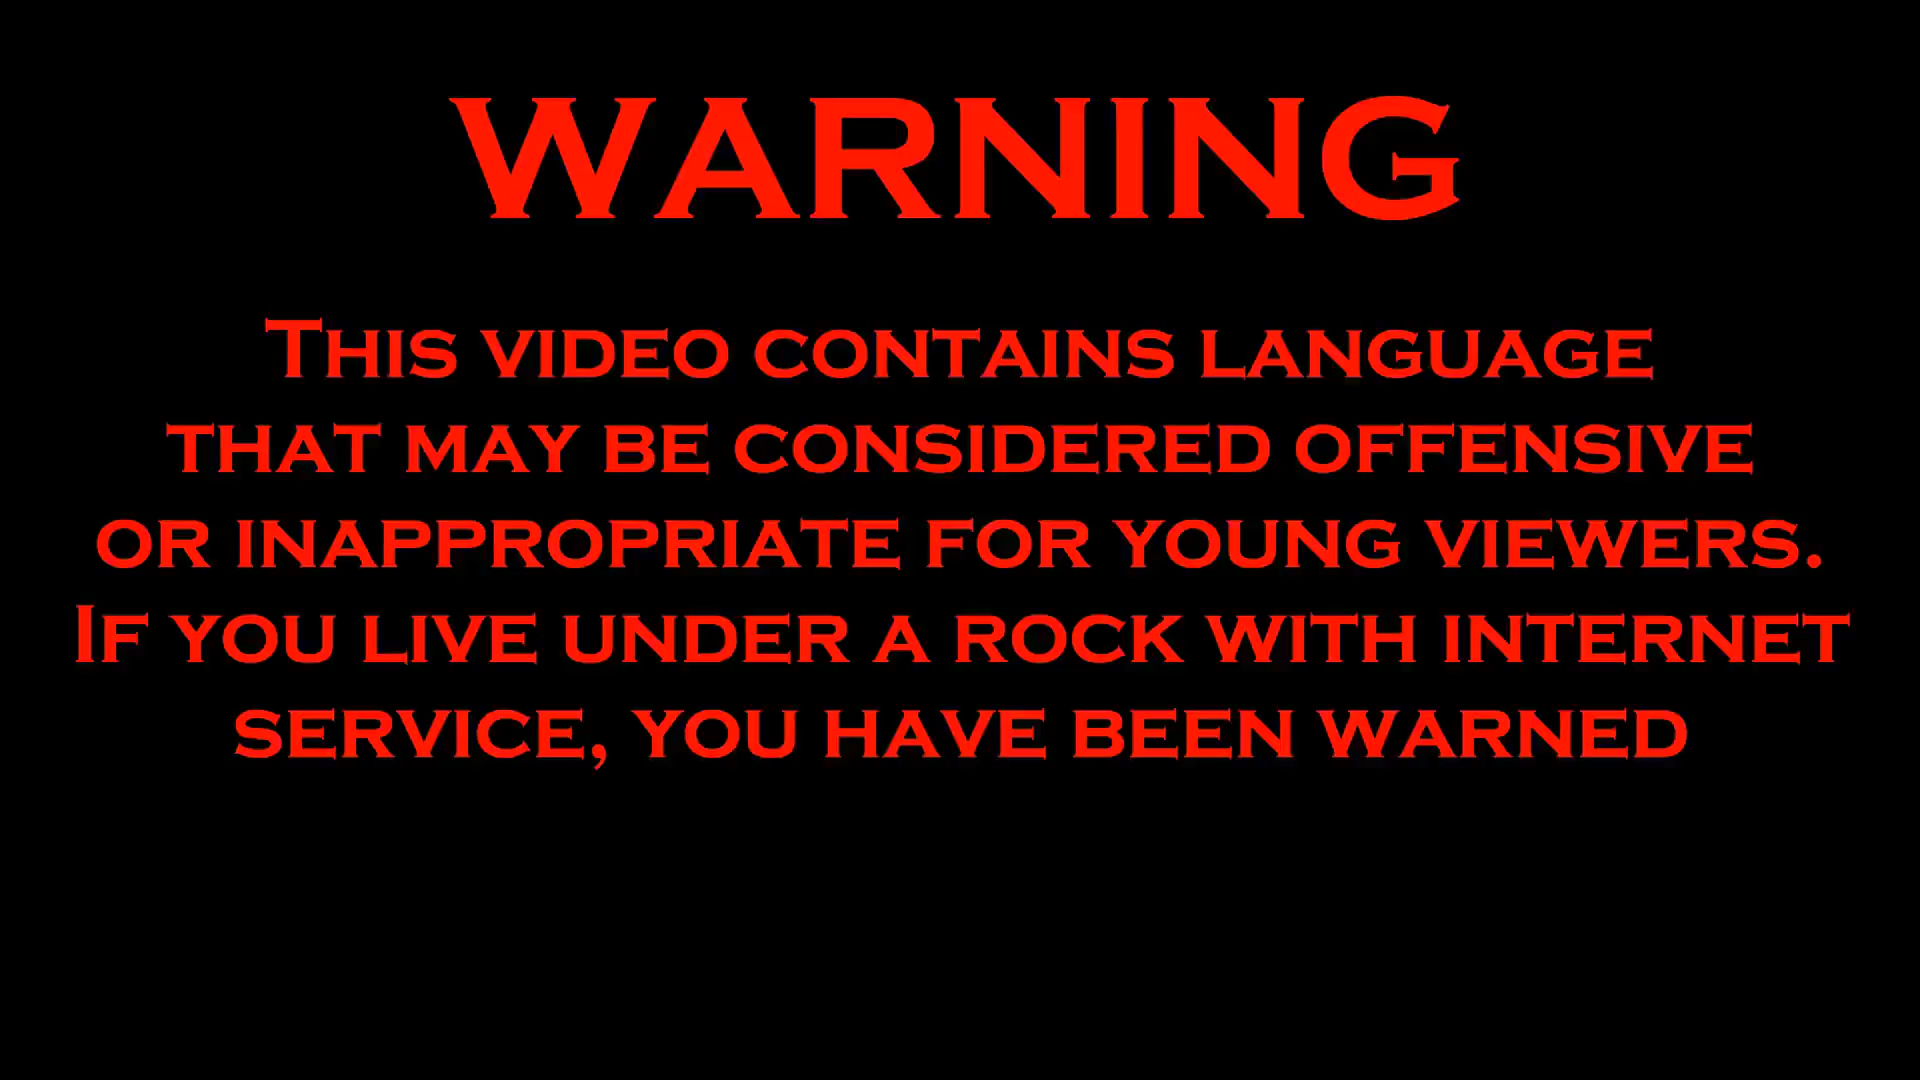 WARNING
This video contains language
that may be considered offensive
or inappropriate for young viewers.
If you live under a rock with internet
service, you have been warned